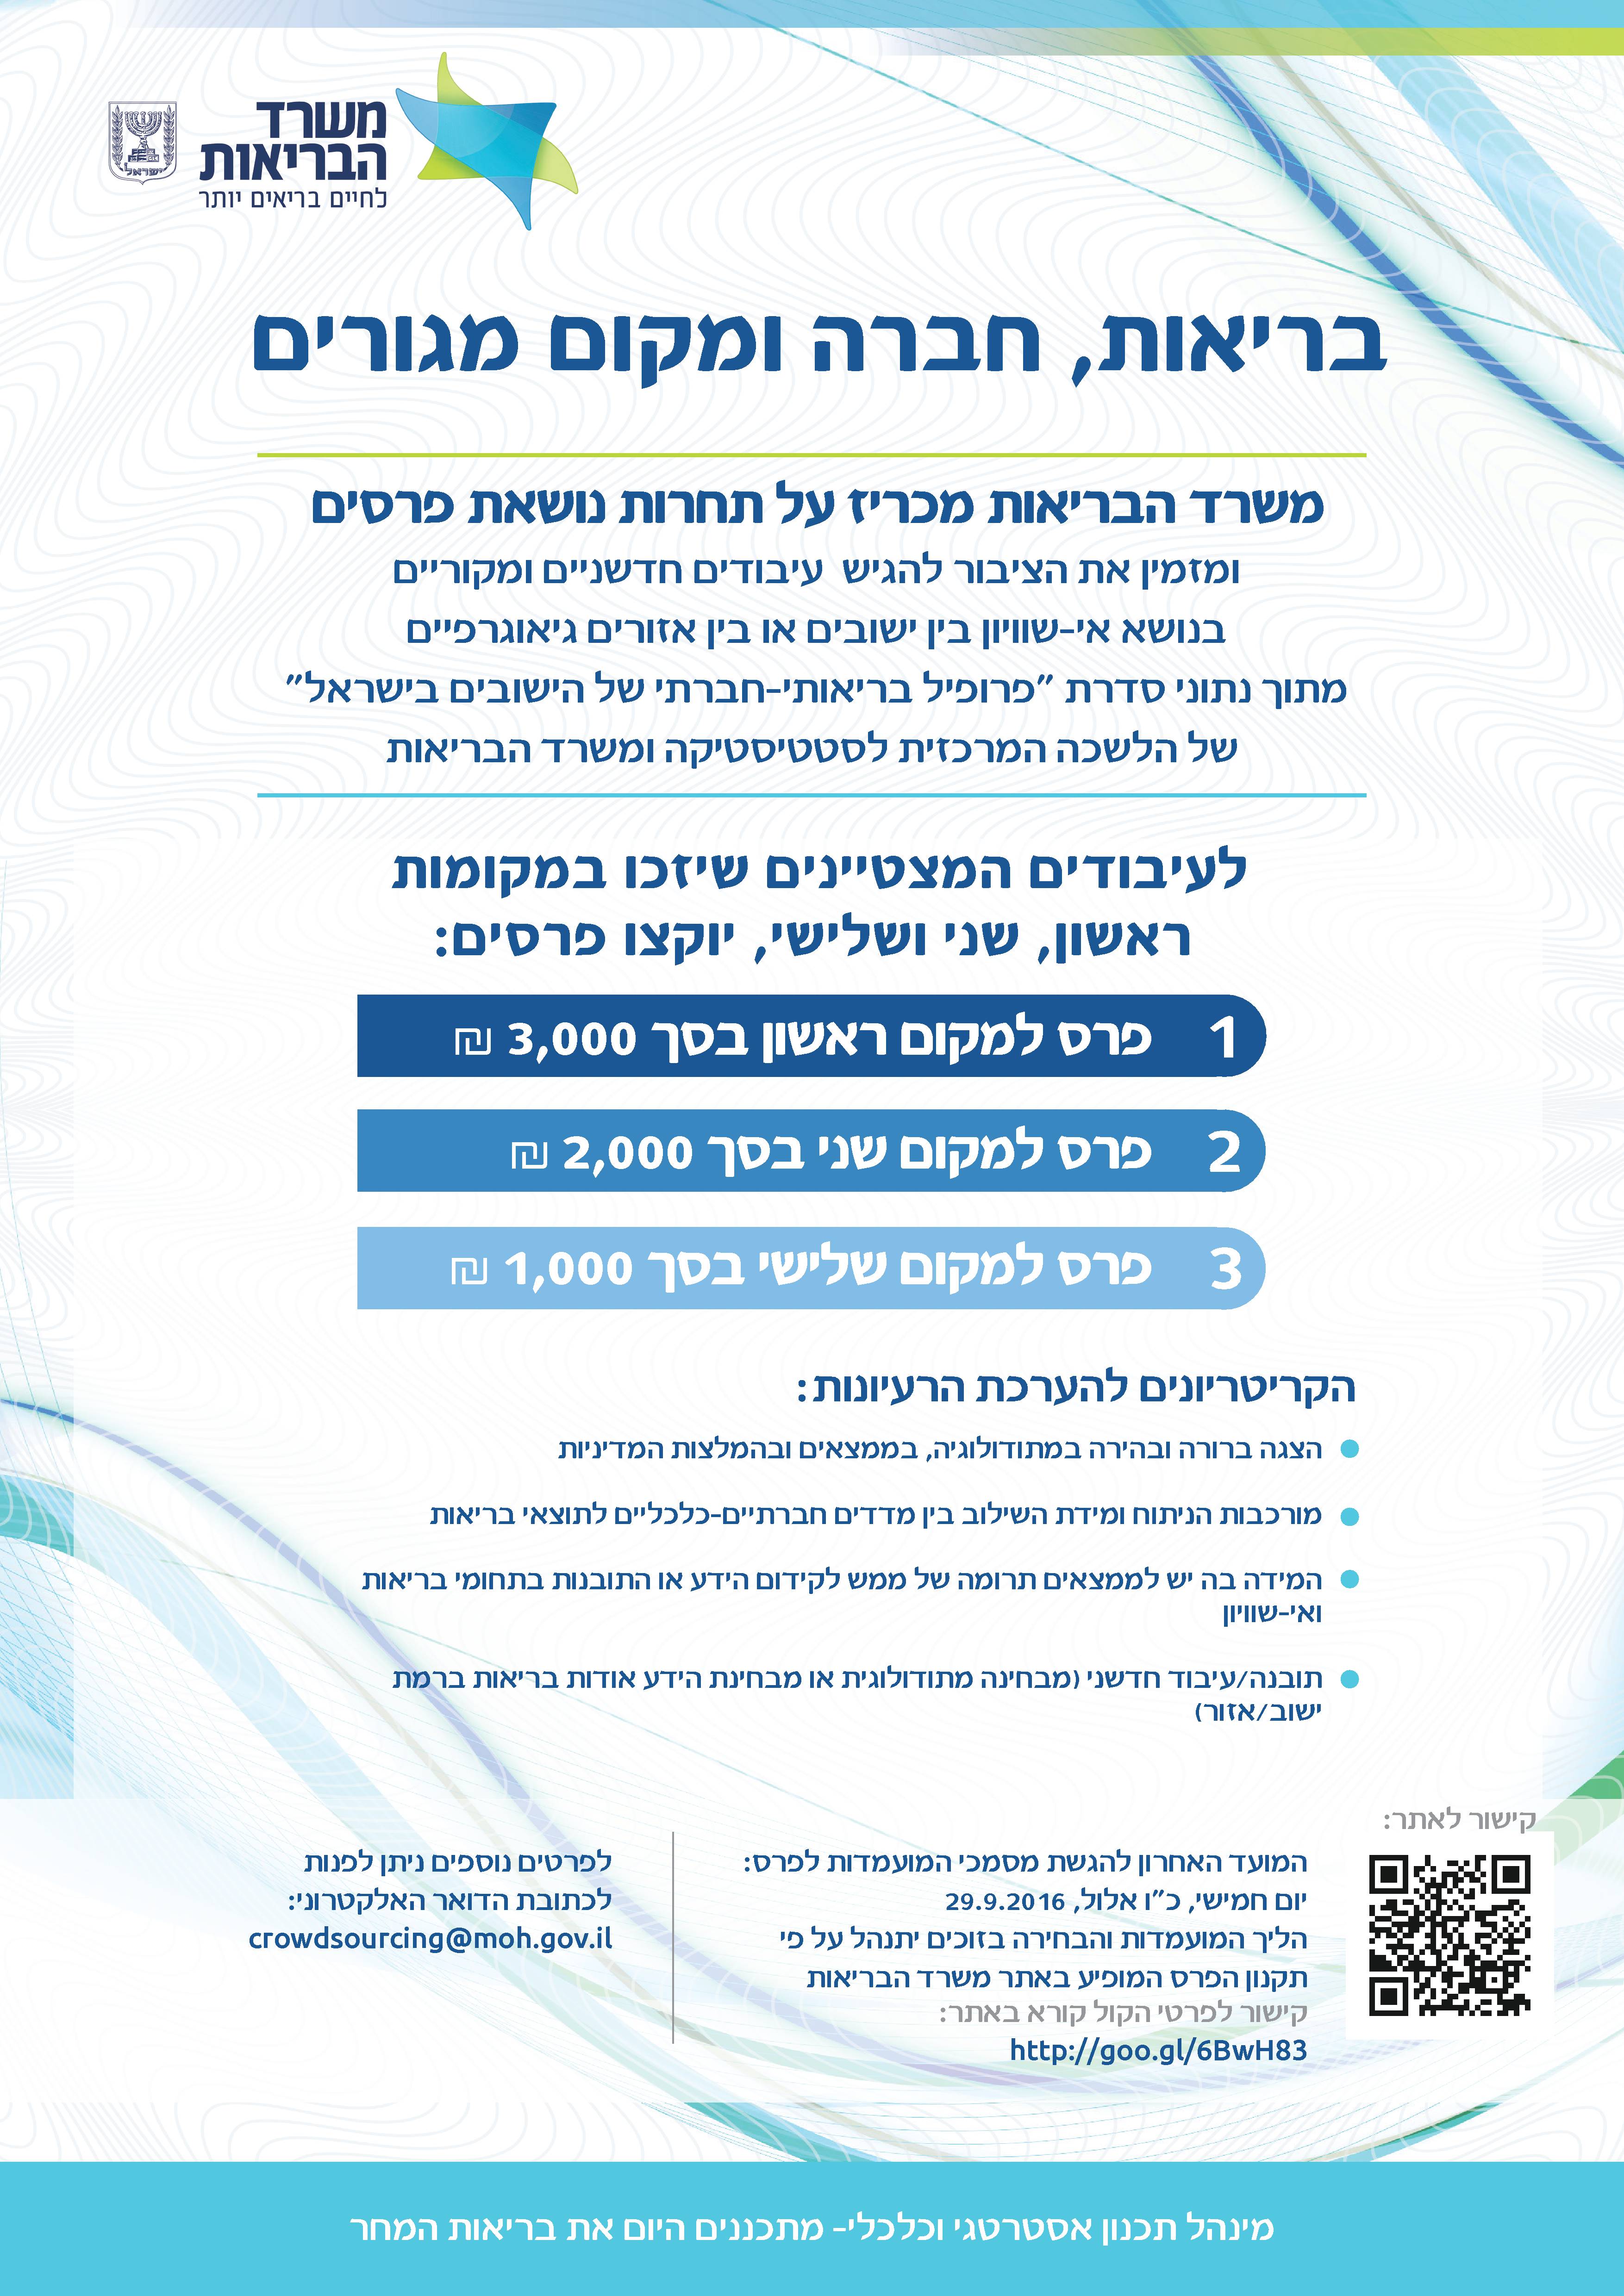 משרד
הבריאות
לחיים בריאים יותר
ישראל
בריאות, חברה ומקום מגורים
משרד הבריאות מכריז על תחרות נושאת פרסים
ומזמין את הציבור להגיש עיבודים חדשניים ומקוריים
בנושא אי-שוויון בין ישובים או בין אזורים גיאוגרפיים
מתוך נתוני סדרת "פרופיל בריאותי-חברתי של הישובים בישראל"
של הלשכה המרכזית לסטטיסטיקה ומשרד הבריאות
לעיבודים המצטיינים שיזכו במקומות
ראשון, שני ושלישי, יוקצו פרסים:
1 פרס למקום ראשון בסך 3,000 ₪
2 פרס למקום שני בסך 2,000 ₪
3 פרס למקום שלישי בסך 1,000 ₪
הקריטריונים להערכת הרעיונות:
הצגה ברורה ובהירה במתודולוגיה, בממצאים ובהמלצות המדיניות
מורכבות הניתוח ומידת השילוב בין מדדים חברתיים-כלכליים לתוצאי בריאות
המידה בה יש לממצאים תרומה של ממש לקידום הידע או התובנות בתחומי בריאות
ואי-שוויון
תובנה/עיבוד חדשני (מבחינה מתודולוגית או מבחינת הידע אודות בריאות ברמת
ישוב/אזור)
קישור לאתר:
המועד האחרון להגשת מסמכי המועמדות לפרס:
יום חמישי, כ"ו אלול, 29.9.2016
הליך המועמדות והבחירה בזוכים יתנהל על פי
תקנון הפרס המופיע באתר משרד הבריאות
קישור לפרטי הקול קורא באתר:
http://goo.gl/6BwH83
לפרטים נוספים ניתן לפנות
לכתובת הדואר האלקטרוני:
crowdsourcing@moh.gov.il
מינהל תכנון אסטרטגי וכלכלי- מתכננים היום את בריאות המחר